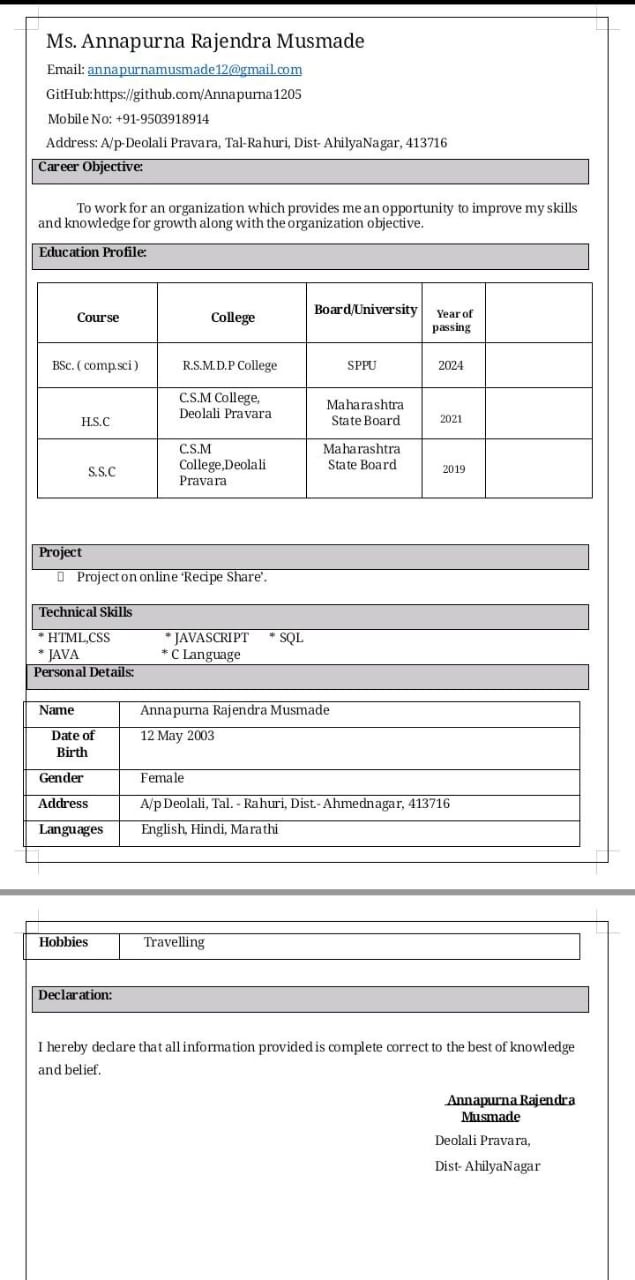 Ms. Annapurna Rajendra Musmade
Email: annapurnamusmade12@gmail.com
GitHub:https://github.com/Annapurna1205
Mobile No: +91-9503918914
Address: A/p-Deolali Pravara, Tal-Rahuri, Dist- AhilyaNagar, 413716
Career Objective:
To work for an organization which provides me an opportunity to improve my skills
and knowledge for growth along with the organization objective.
Education Profile:
Course College Board/University Year of
passing
BSc. ( comp.sci ) R.S.M.D.P College SPPU 2024
C.S.M College,
Deolali Pravara
H.S.C
Maharashtra
State Board
2021
C.S.M
College,Deolali
Pravara
S.S.C
Maharashtra
State Board
2019
Project
Project on online ‘Recipe Share’.
Technical Skills
* HTML,CSS * JAVASCRIPT * SQL
* JAVA * C Language
Personal Details:
Name Annapurna Rajendra Musmade
Date of
Birth
12 May 2003
Gender Female
Address A/p Deolali, Tal. - Rahuri, Dist.- Ahmednagar, 413716
Languages English, Hindi, Marathi
Hobbies Travelling
Declaration:
I hereby declare that all information provided is complete correct to the best of knowledge
and belief.
Annapurna Rajendra
Musmade
Deolali Pravara,
Dist- AhilyaNagar